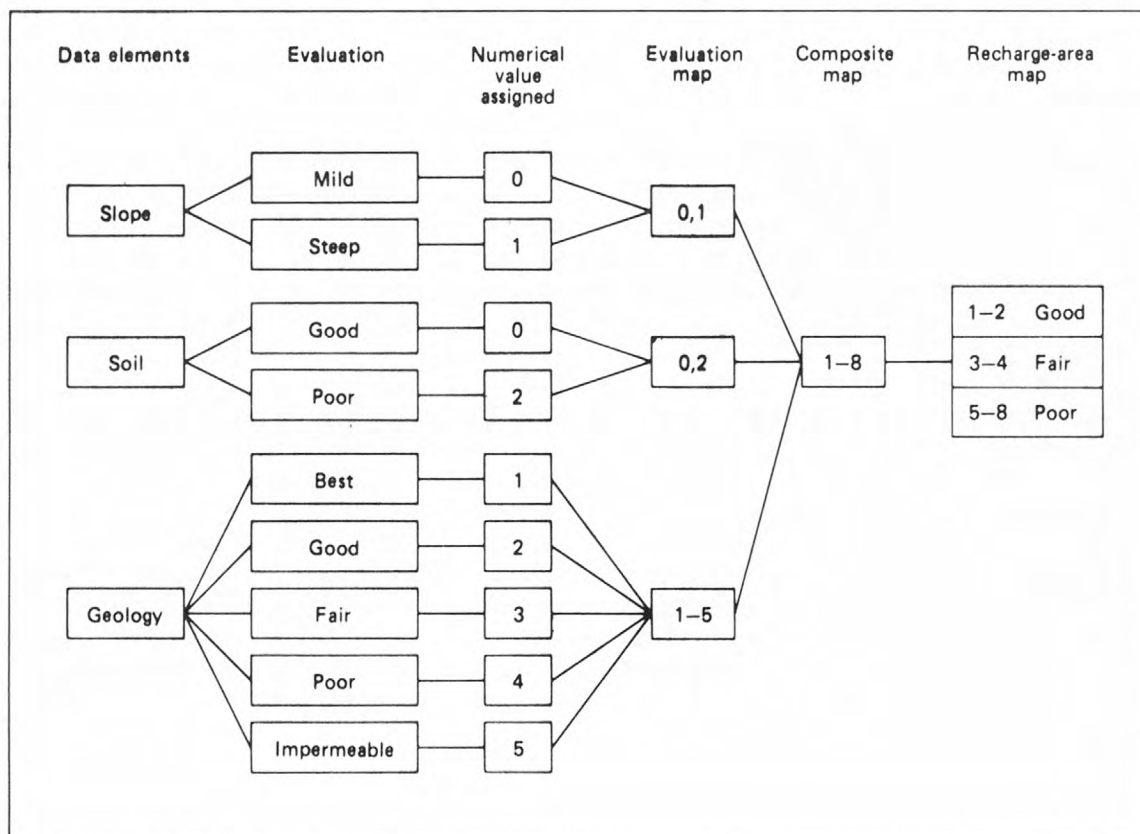 Data elements
Evaluation
Numerical
value
assigned
Evaluation
map
Composite
map
Recharge-area
map
Slope
Mild
0
Steep
1
0,1
Soil
Good
0
Poor
2
0,2
Geology
Best
1
Good
2
Fair
3
Poor
4
Impermeable
5
1–5
1–8
1–2 Good
3–4 Fair
5–8 Poor